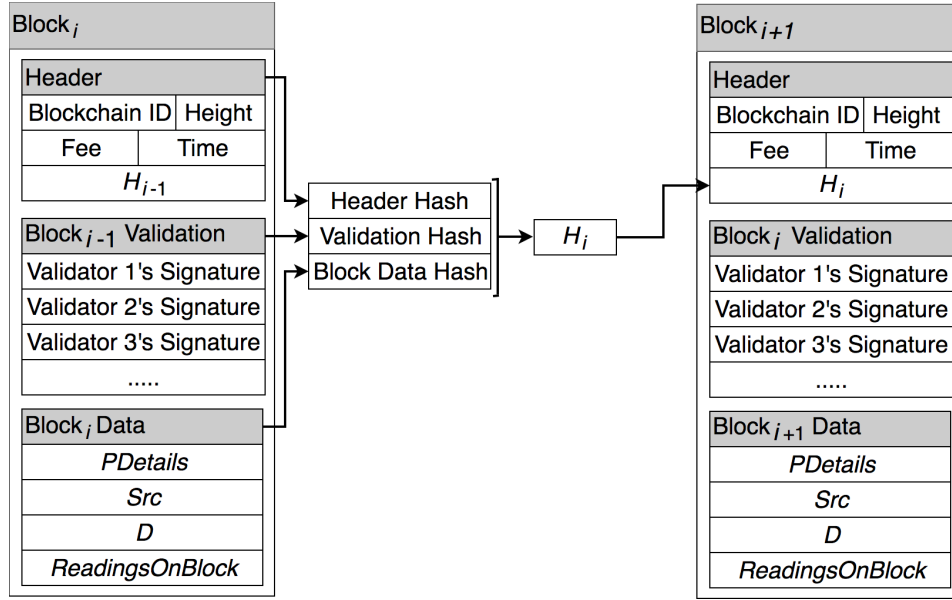 Block i
Header
Blockchain ID Height
Fee Time
H i-1
Block i-1 Validation
Validator 1's Signature
Validator 2's Signature
Validator 3's Signature
.....
Block i Data
PDetails
Src
D
ReadingsOnBlock
Header Hash
Validation Hash
Block Data Hash
H i
Block i+1
Header
Blockchain ID Height
Fee Time
H i
Block i Validation
Validator 1's Signature
Validator 2's Signature
Validator 3's Signature
.....
Block i+1 Data
PDetails
Src
D
ReadingsOnBlock